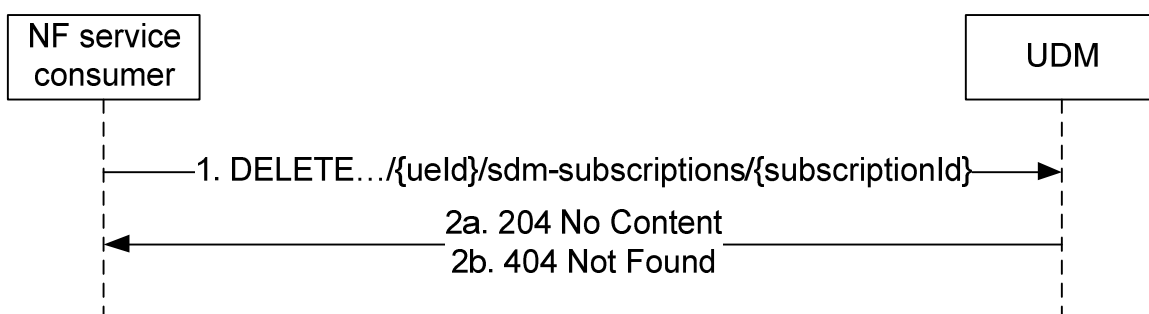 NF service
consumer
UDM
1. DELETE…/{ueId}/sdm-subscriptions/{subscriptionId}
2a. 204 No Content
2b. 404 Not Found